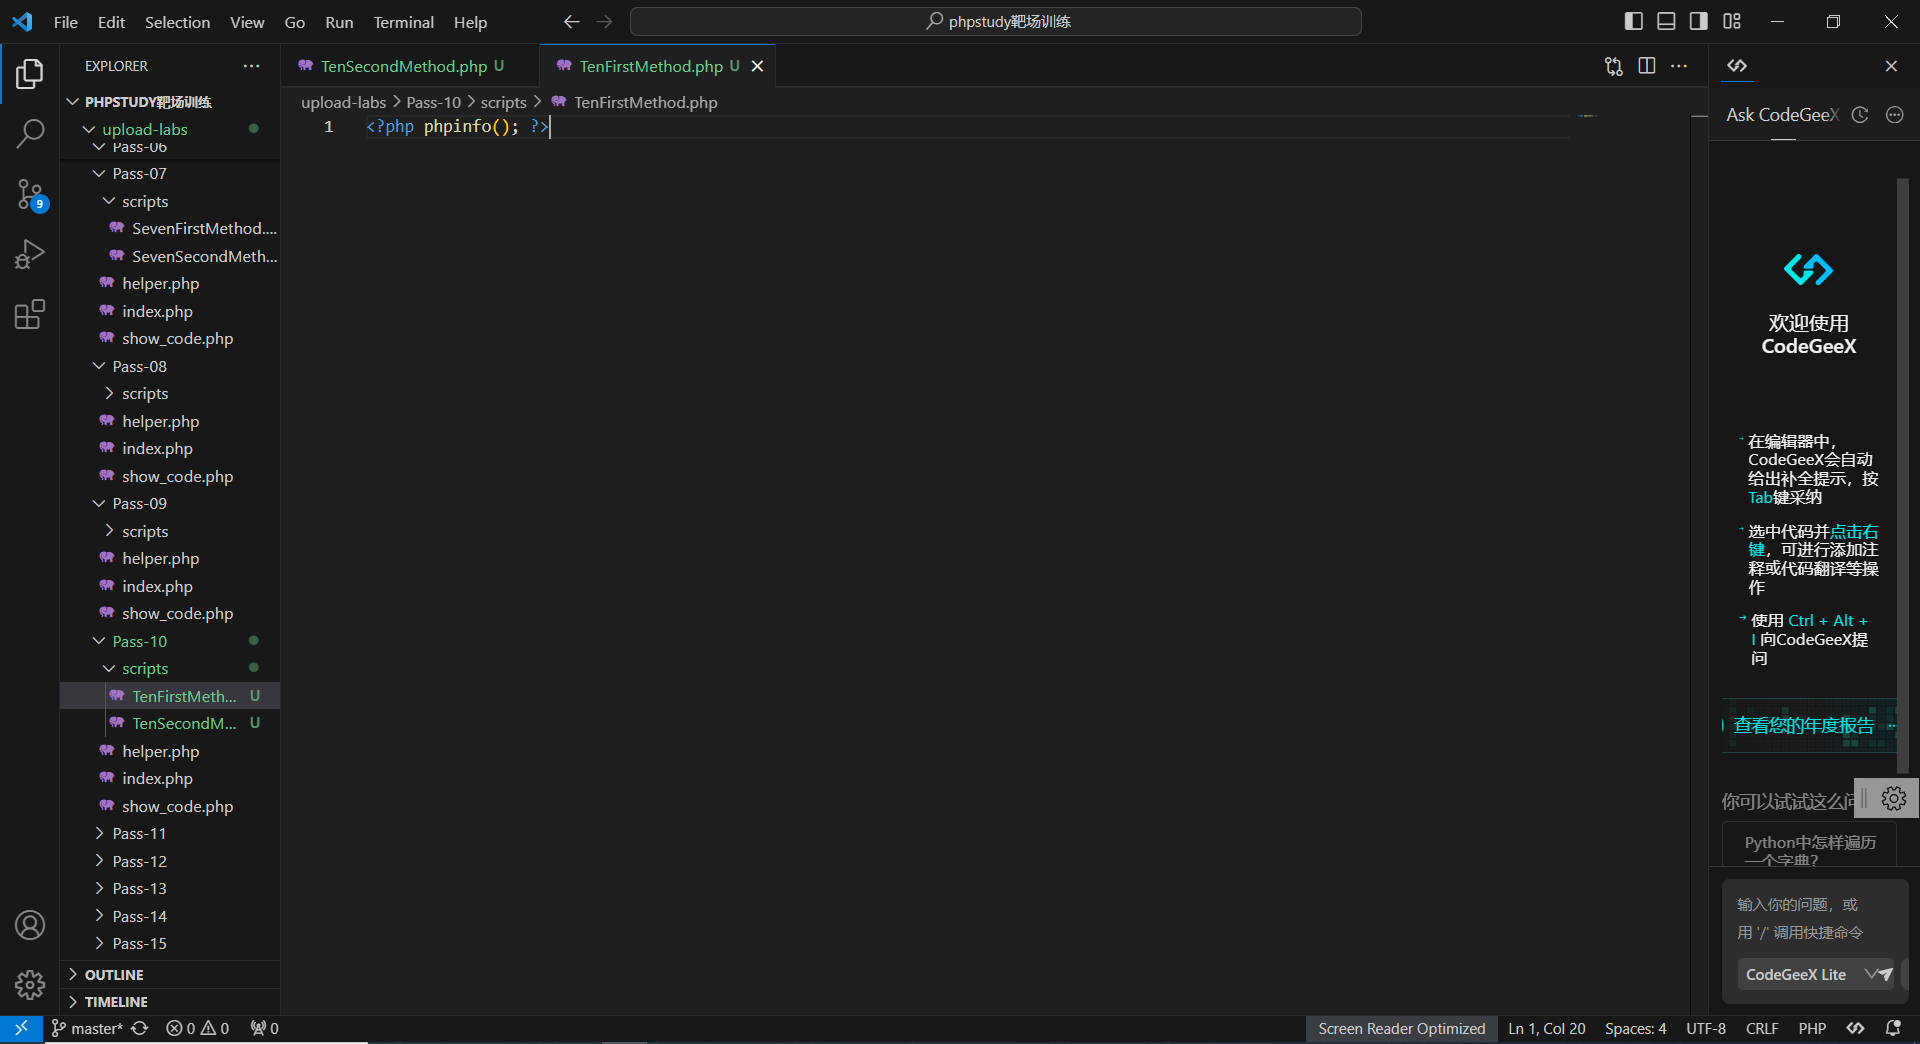 File Edit Selection View Go Run Terminal Help
phpstudy靶场训练
EXPLORER
PHPSTUDY靶场训练
upload-labs
Pass-06
Pass-07
scripts
SevenFirstMethod....
SevenSecondMeth...
helper.php
index.php
show_code.php
Pass-08
scripts
helper.php
index.php
show_code.php
Pass-09
scripts
helper.php
index.php
show_code.php
Pass-10
scripts
TenFirstMeth... U
TenSecondM... U
helper.php
index.php
show_code.php
Pass-11
Pass-12
Pass-13
Pass-14
Pass-15
OUTLINE
TIMELINE
TenSecondMethod.php U
TenFirstMethod.php U
upload-labs > Pass-10 > scripts > TenFirstMethod.php
1 <?php phpinfo(); ?>
Ask CodeGeeX
欢迎使用
CodeGeeX
在编辑器中，
CodeGeeX会自动
给出补全提示，按
Tab键采纳
选中代码并点击右
键，可进行添加注
释或代码翻译等操
作
使用 Ctrl + Alt +
I 向CodeGeeX提
问
查看您的年度报告
你可以试试这么问
Python中怎样遍历
一个字典?
输入你的问题，或
用 '/' 调用快捷命令
CodeGeeX Lite
9
master* 0 0 0
Screen Reader Optimized Ln 1, Col 20 Spaces: 4 UTF-8 CRLF PHP